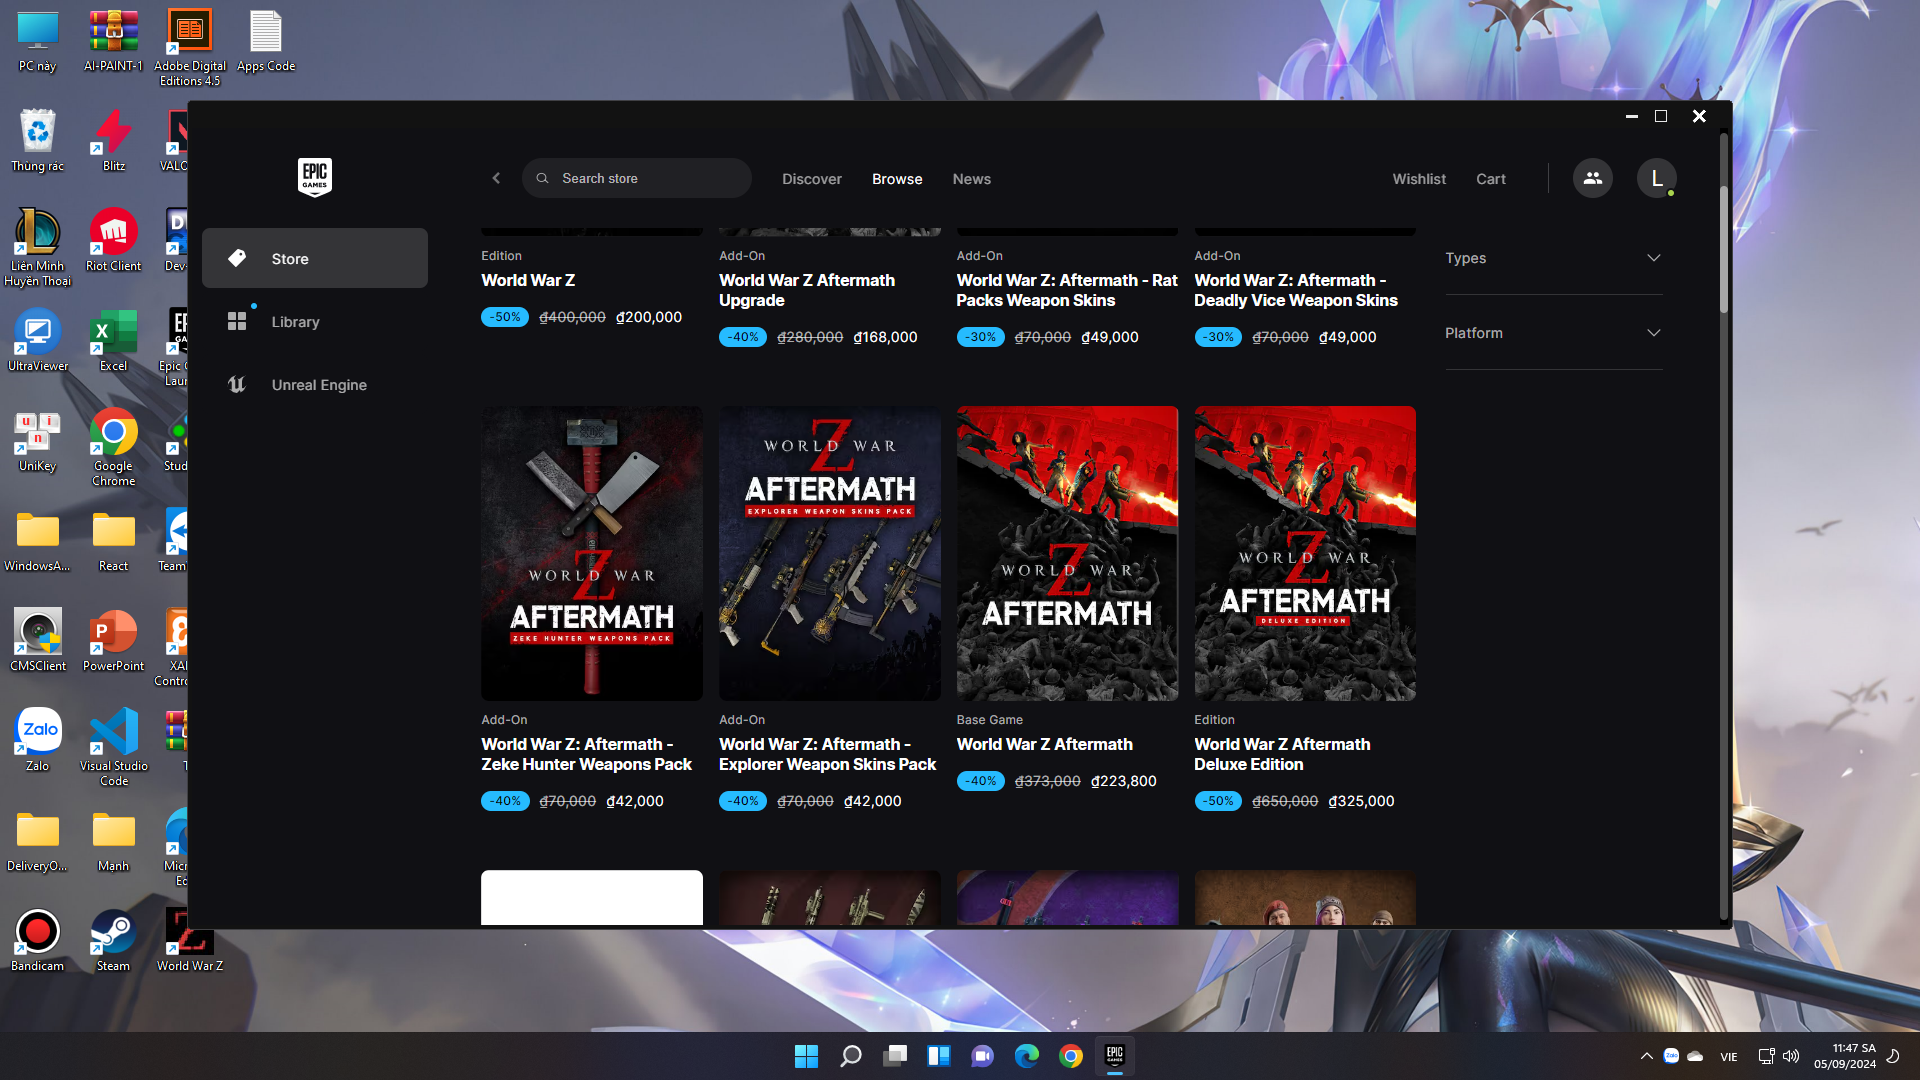 PC này
AI-PAINT-1
Adobe Digital
Editions 4.5
Apps Code
Thùng rác
Blitz
VALO
Liên Minh
Huyền Thoại
Riot Client
Dev-
UltraViewer
Excel
Epic G
Laun
UniKey
Google
Chrome
Stud
WindowsA...
React
Team
CMSClient
PowerPoint
XAI
Contro
Zalo
Zalo
Visual Studio
Code
DeliveryO...
Mạnh
Micr
Ed
Bandicam
Steam
World War Z
EPIC
GAMES
Search store
Discover
Browse
News
Wishlist
Cart
L
Store
Library
Unreal Engine
Edition
World War Z
-50% ₫400,000 ₫200,000
Add-On
World War Z Aftermath
Upgrade
-40% ₫280,000 ₫168,000
Add-On
World War Z: Aftermath - Rat
Packs Weapon Skins
-30% ₫70,000 ₫49,000
Add-On
World War Z: Aftermath -
Deadly Vice Weapon Skins
-30% ₫70,000 ₫49,000
Types
Platform
WORLD WAR
Z
AFTERMATH
ZEKE HUNTER WEAPONS PACK
WORLD WAR
Z
AFTERMATH
EXPLORER WEAPON SKINS PACK
WORLD WAR
Z
AFTERMATH
WORLD WAR
Z
AFTERMATH
DELUXE EDITION
Add-On
World War Z: Aftermath -
Zeke Hunter Weapons Pack
-40% ₫70,000 ₫42,000
Add-On
World War Z: Aftermath -
Explorer Weapon Skins Pack
-40% ₫70,000 ₫42,000
Base Game
World War Z Aftermath
-40% ₫373,000 ₫223,800
Edition
World War Z Aftermath
Deluxe Edition
-50% ₫650,000 ₫325,000
EPIC
GAMES
Zalo
VIE
11:47 SA
05/09/2024